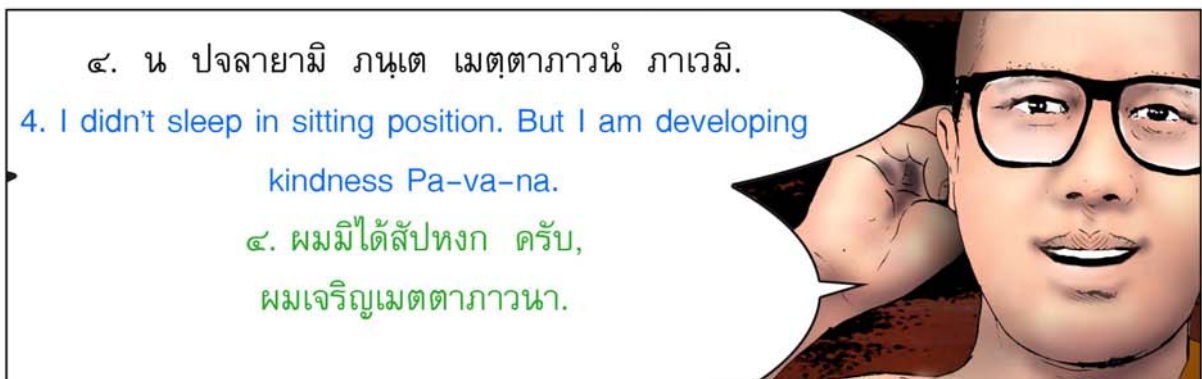 ๔. น ปจลายามิ ภนฺเต เมตฺตาภาวนํ ภาเวมิ.
4. I didn't sleep in sitting position. But I am developing
kindness Pa-va-na.
๔. ผมมิได้สัปหงก ครับ,
ผมเจริญเมตตาภาวนา.